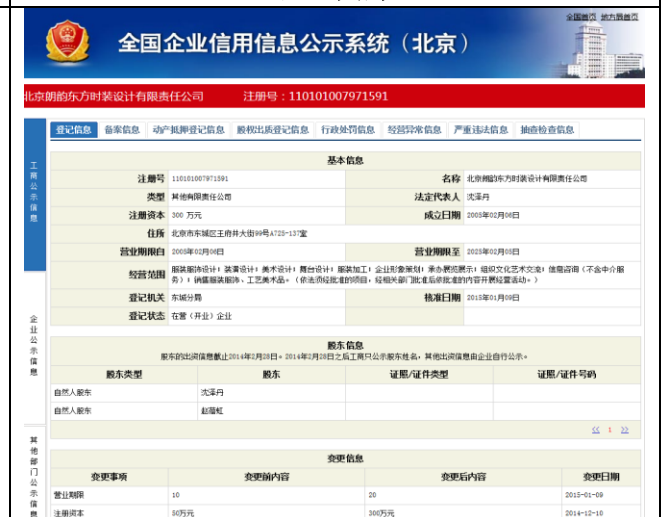 全国首页 地方局首页
全国企业信用信息公示系统（北京）
北京朗韵东方时装设计有限责任公司 注册号：110101007971591
登记信息 备案信息 动产抵押登记信息 股权出质登记信息 行政处罚信息 经营异常信息 严重违法信息 抽查检查信息
工商公示信息
企业公示信息
其他部门公示信息
基本信息
注册号 110101007971591 名称 北京朗韵东方时装设计有限责任公司
类型 其他有限责任公司 法定代表人 沈泽丹
注册资本 300 万元 成立日期 2005年02月06日
住所 北京市东城区王府井大街99号A723-137室
营业期限自 2005年02月06日 营业期限至 2025年02月05日
经营范围 服装服饰设计；装潢设计；美术设计；舞台设计；服装加工；企业形象策划；承办展览展示；组织文化艺术交流；信息咨询（不含中介服
务）；销售服装服饰、工艺美术品。（依法须经批准的项目，经相关部门批准后依批准的内容开展经营活动。）
登记机关 东城分局 核准日期 2015年01月09日
登记状态 在营（开业）企业
股东信息
股东的出资信息截止2014年2月28日。2014年2月28日之后工商只公示股东姓名，其他出资信息由企业自行公示。
股东类型 股东 证照/证件类型 证照/证件号码
自然人股东 沈泽丹
自然人股东 赵蕴虹
<< 1 >>
变更信息
变更事项 变更前内容 变更后内容 变更日期
营业期限 10 20 2015-01-09
注册资本 50万元 300万元 2014-12-10